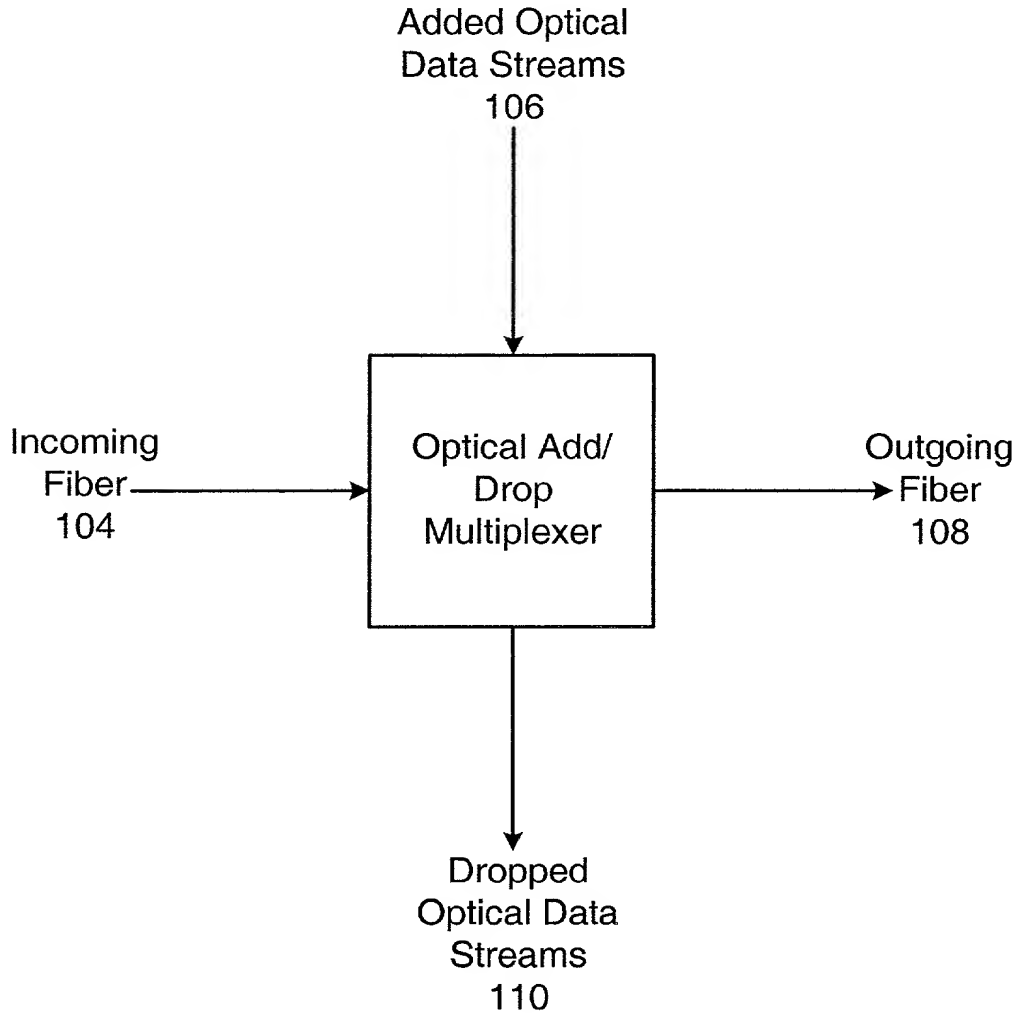 Added Optical
Data Streams
106
Incoming
Fiber
104
Optical Add/
Drop
Multiplexer
Outgoing
Fiber
108
Dropped
Optical Data
Streams
110